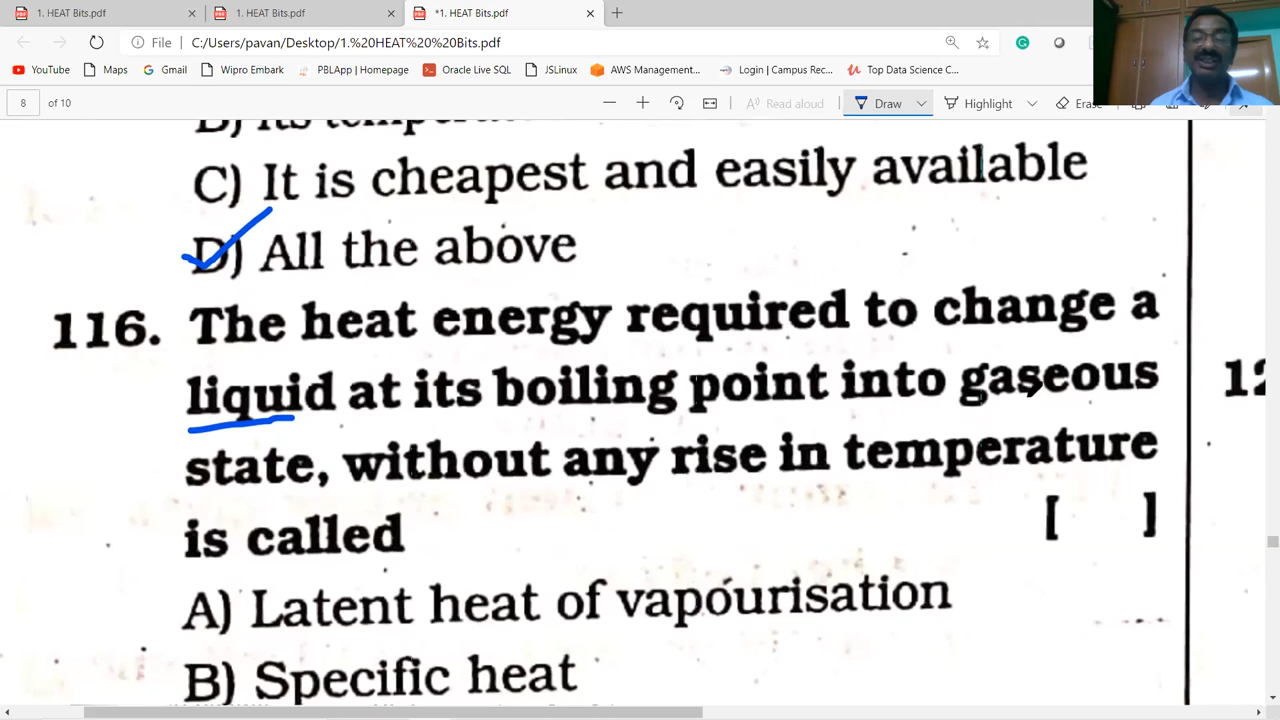 1. HEAT Bits.pdf
1. HEAT Bits.pdf
*1. HEAT Bits.pdf
File
C:/Users/pavan/Desktop/1.%20HEAT%20%20Bits.pdf
YouTube
Maps
Gmail
Wipro Embark
PBLApp | Homepage
Oracle Live SQL
JSLinux
AWS Management...
Login | Campus Rec...
Top Data Science C...
8 of 10
Read aloud
Draw
Highlight
Erase
C) It is cheapest and easily available
D) All the above
116. The heat energy required to change a
liquid at its boiling point into gaseous
state, without any rise in temperature
is called [ ]
A) Latent heat of vapourisation
B) Specific heat